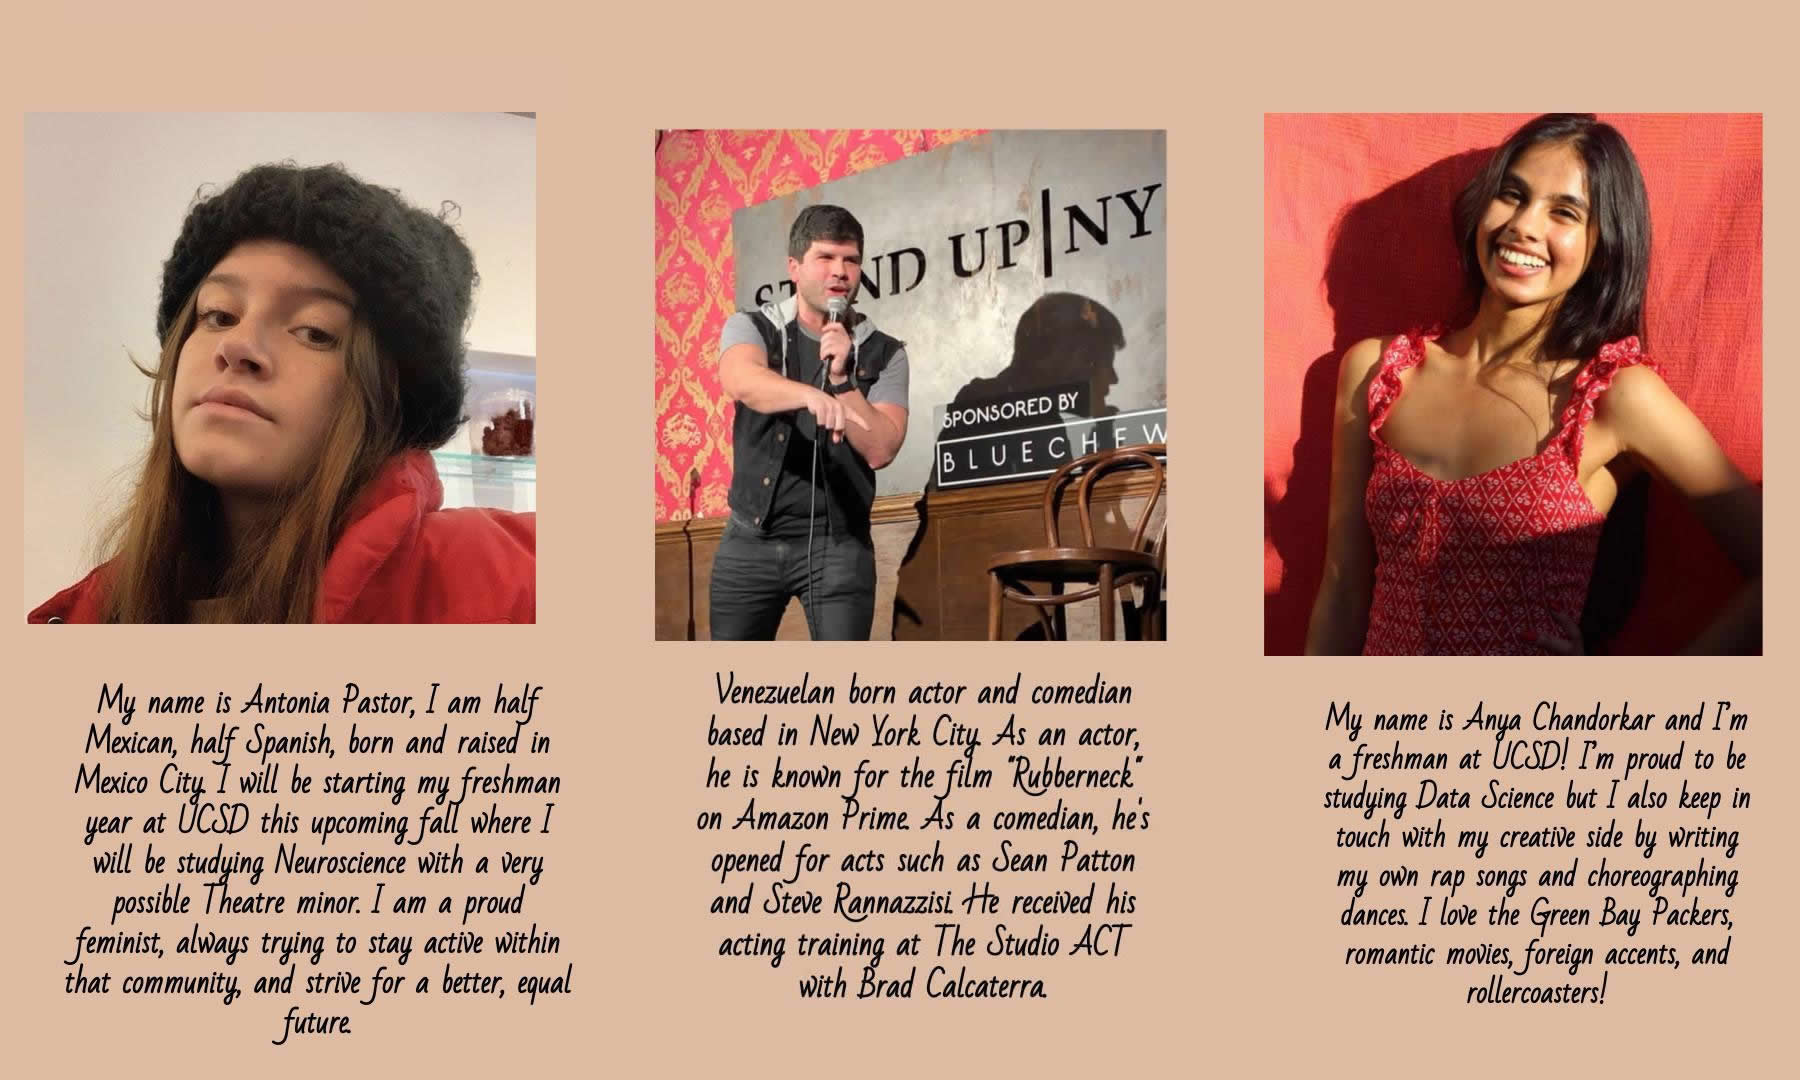 STAND UP|NY
SPONSORED BY
BLUECHEW
My name is Antonia Pastor, I am half
Mexican, half Spanish, born and raised in
Mexico City. I will be starting my freshman
year at UCSD this upcoming fall where I
will be studying Neuroscience with a very
possible Theatre minor. I am a proud
feminist, always trying to stay active within
that community, and strive for a better, equal
future.
Venezuelan born actor and comedian
based in New York City. As an actor,
he is known for the film "Rubberneck"
on Amazon Prime. As a comedian, he's
opened for acts such as Sean Patton
and Steve Rannazzisi. He received his
acting training at The Studio ACT
with Brad Calcaterra.
My name is Anya Chandorkar and I'm
a freshman at UCSD! I'm proud to be
studying Data Science but I also keep in
touch with my creative side by writing
my own rap songs and choreographing
dances. I love the Green Bay Packers,
romantic movies, foreign accents, and
rollercoasters!